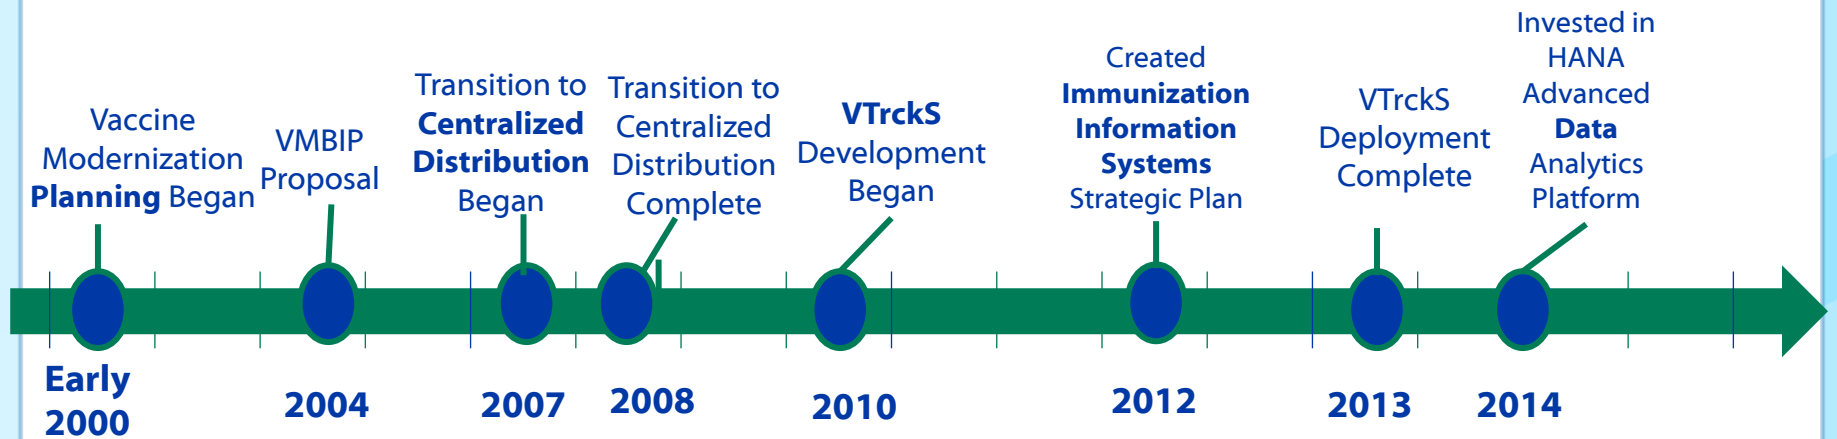 Vaccine
Modernization
Planning Began
VMBIP
Proposal
Transition to
Centralized
Distribution
Began
Transition to
Centralized
Distribution
Complete
VTrckS
Development
Began
Created
Immunization
Information
Systems
Strategic Plan
VTrckS
Deployment
Complete
Invested in
HANA
Advanced
Data
Analytics
Platform
Early
2000
2004
2007
2008
2010
2012
2013
2014